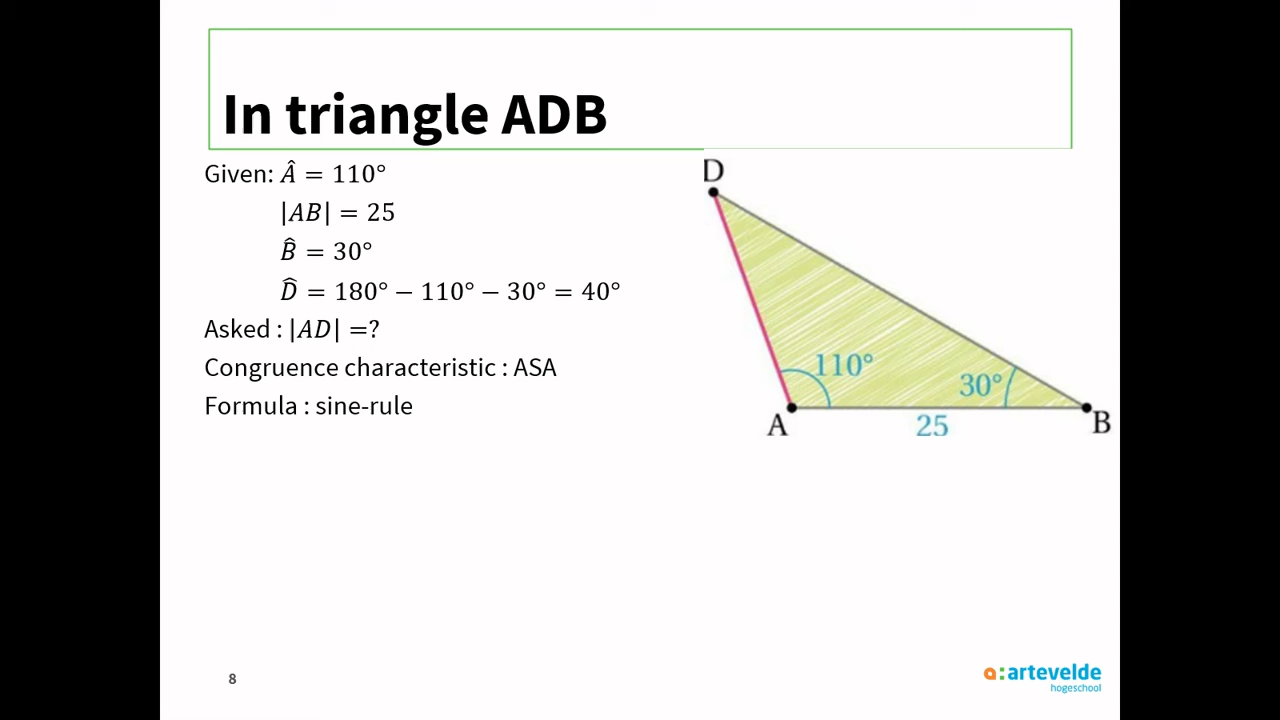 In triangle ADB
Given: Â = 110°
|AB| = 25
B̂ = 30°
D̂ = 180° − 110° − 30° = 40°
Asked : |AD| =?
Congruence characteristic : ASA
Formula : sine-rule
D
110°
30°
A
25
B
8
a:artevelde
hogeschool